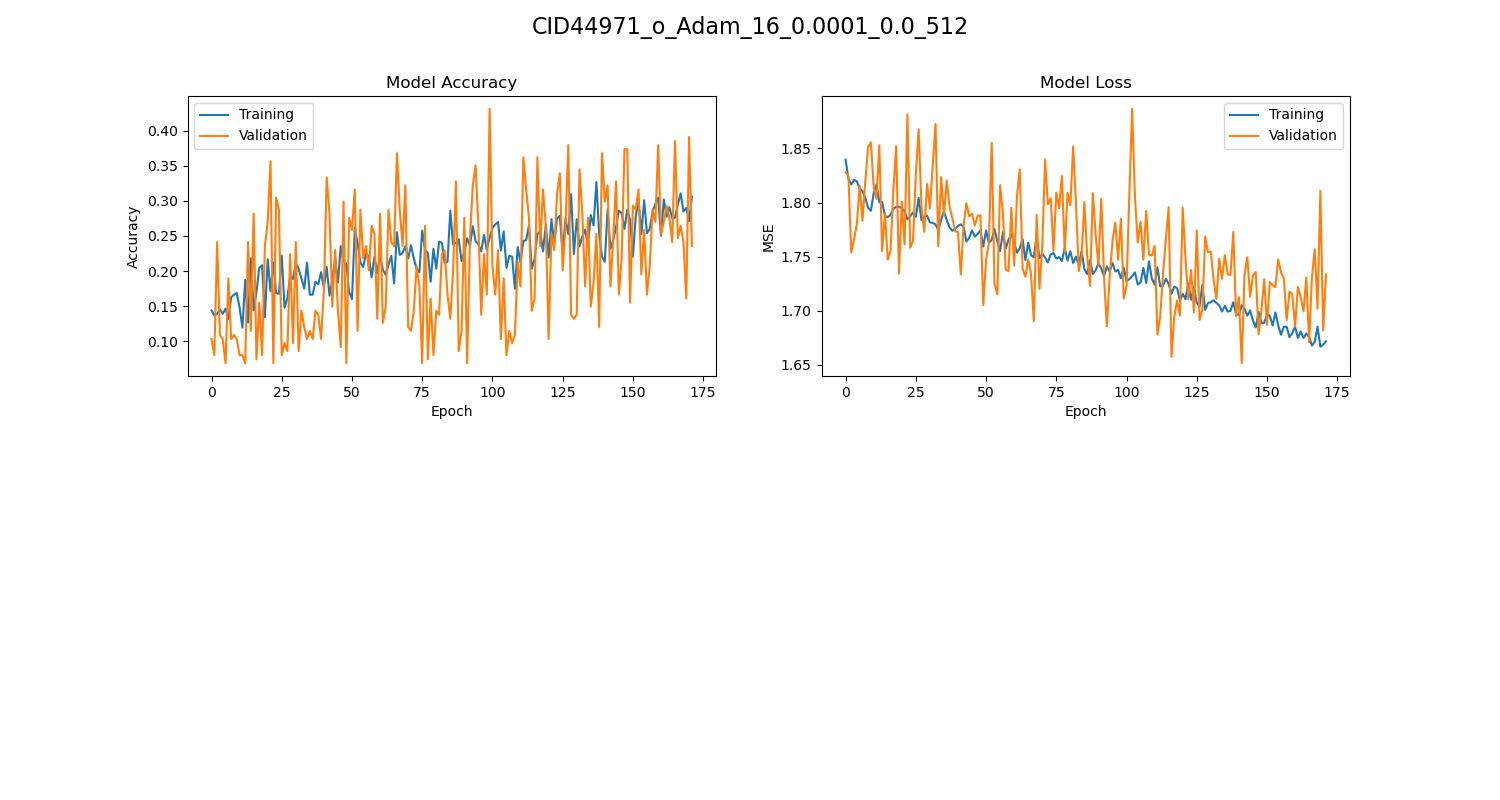 CID44971_o_Adam_16_0.0001_0.0_512
Model Accuracy
Training
Validation
0.40
0.35
0.30
0.25
0.20
0.15
0.10
Accuracy
0 25 50 75 100 125 150 175
Epoch
Model Loss
Training
Validation
1.85
1.80
1.75
1.70
1.65
MSE
0 25 50 75 100 125 150 175
Epoch